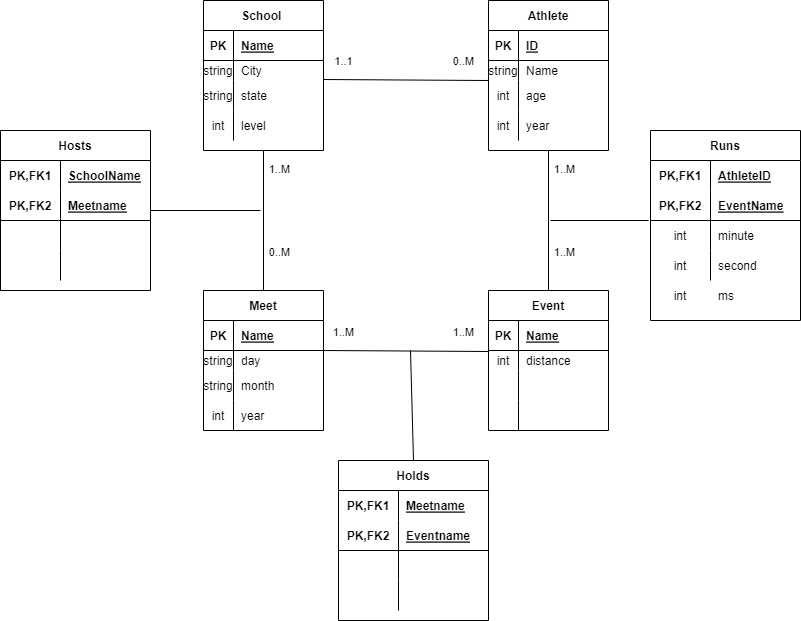 School
PK Name
string City
string state
int level
1..1
0..M
Athlete
PK ID
string Name
int age
int year
Hosts
PK,FK1 SchoolName
PK,FK2 Meetname
1..M
0..M
1..M
1..M
Runs
PK,FK1 AthleteID
PK,FK2 EventName
int minute
int second
int ms
Meet
PK Name
string day
string month
int year
1..M
1..M
Event
PK Name
int distance
Holds
PK,FK1 Meetname
PK,FK2 Eventname